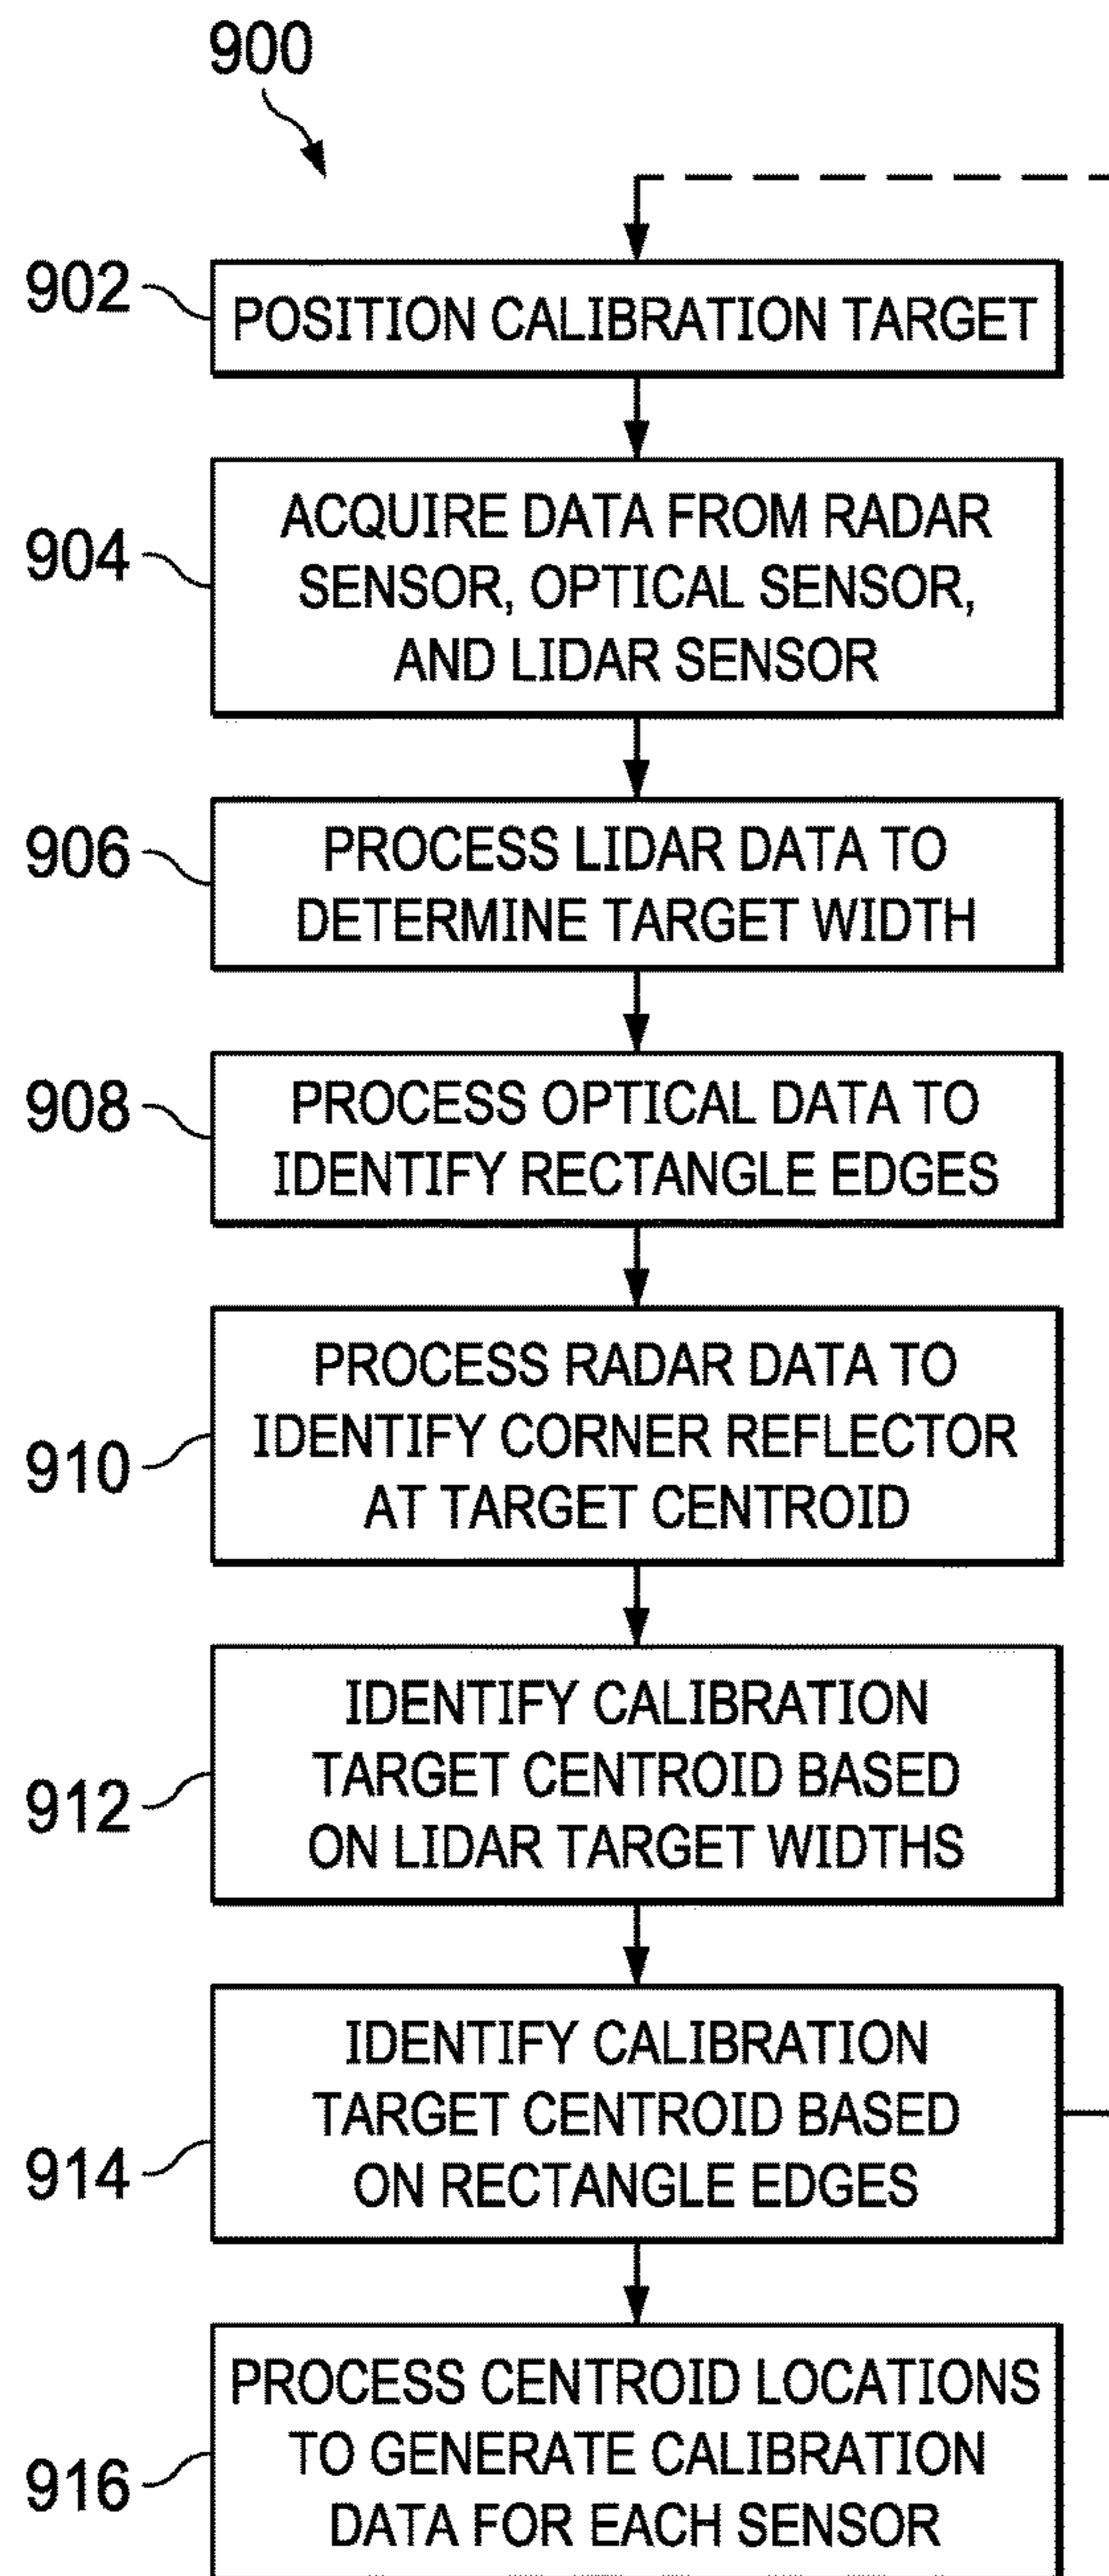 900
902
POSITION CALIBRATION TARGET
904
ACQUIRE DATA FROM RADAR
SENSOR, OPTICAL SENSOR,
AND LIDAR SENSOR
906
PROCESS LIDAR DATA TO
DETERMINE TARGET WIDTH
908
PROCESS OPTICAL DATA TO
IDENTIFY RECTANGLE EDGES
910
PROCESS RADAR DATA TO
IDENTIFY CORNER REFLECTOR
AT TARGET CENTROID
912
IDENTIFY CALIBRATION
TARGET CENTROID BASED
ON LIDAR TARGET WIDTHS
914
IDENTIFY CALIBRATION
TARGET CENTROID BASED
ON RECTANGLE EDGES
916
PROCESS CENTROID LOCATIONS
TO GENERATE CALIBRATION
DATA FOR EACH SENSOR